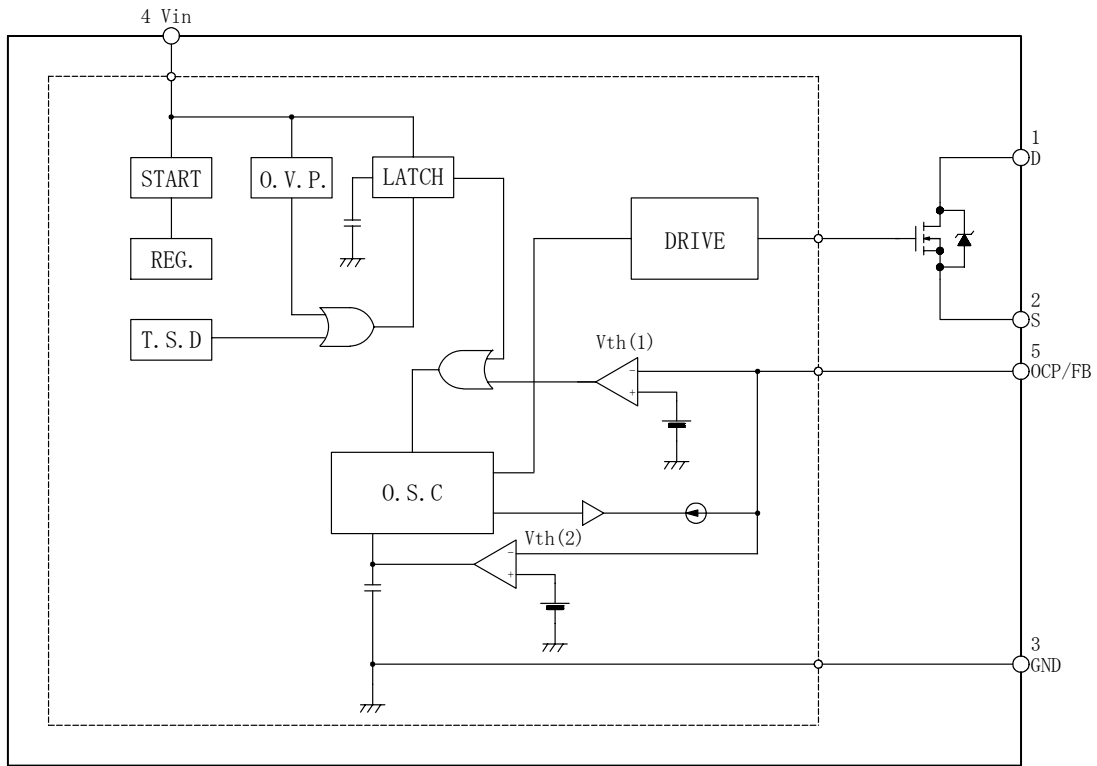 4 Vin
1
D
START
O.V.P.
LATCH
DRIVE
REG.
2
S
T.S.D
Vth(1)
5
OCP/FB
-
+
O.S.C
Vth(2)
-
+
3
GND